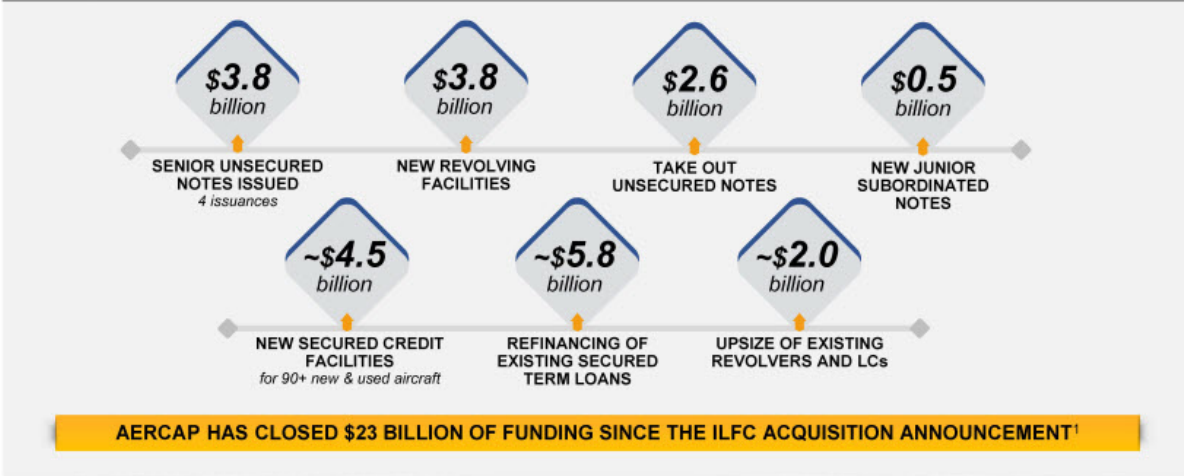 $3.8
billion
$3.8
billion
$2.6
billion
$0.5
billion
SENIOR UNSECURED
NOTES ISSUED
4 issuances
NEW REVOLVING
FACILITIES
TAKE OUT
UNSECURED NOTES
NEW JUNIOR
SUBORDINATED
NOTES
~$4.5
billion
~$5.8
billion
~$2.0
billion
NEW SECURED CREDIT
FACILITIES
for 90+ new & used aircraft
REFINANCING OF
EXISTING SECURED
TERM LOANS
UPSIZE OF EXISTING
REVOLVERS AND LCs
AERCAP HAS CLOSED $23 BILLION OF FUNDING SINCE THE ILFC ACQUISITION ANNOUNCEMENT¹